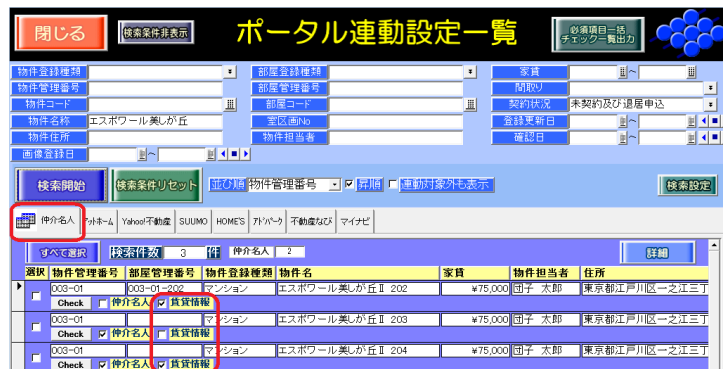 閉じる 検索条件非表示 ポータル連動設定一覧 必須項目一括
チェック一覧出力
物件登録種類 部屋登録種類 家賃 ～
物件管理番号 部屋管理番号 間取り
物件コード 部屋コード 契約状況 未契約及び退居申込
物件名称 エスポワール美しが丘 室区画No 登録更新日 ～
物件住所 物件担当者 確認日 ～
画像登録日 ～
検索開始 検索条件リセット 並び順 物件管理番号 昇順 連動対象外も表示 検索設定
仲介名人 アットホーム Yahoo!不動産 SUUMO HOME'S アドパーク 不動産なび マイナビ
すべて選択 検索件数 3 件 仲介名人 2 詳細
選択 物件管理番号 部屋管理番号 物件登録種類 物件名 家賃 物件担当者 住所
003-01 003-01-202 マンション エスポワール美しが丘Ⅱ 202 ¥75,000 団子 太郎 東京都江戸川区一之江三丁
Check 仲介名人 賃貸情報
003-01 マンション エスポワール美しが丘Ⅱ 203 ¥75,000 団子 太郎 東京都江戸川区一之江三丁
Check 仲介名人 賃貸情報
003-01 マンション エスポワール美しが丘Ⅱ 204 ¥75,000 団子 太郎 東京都江戸川区一之江三丁
Check 仲介名人 賃貸情報